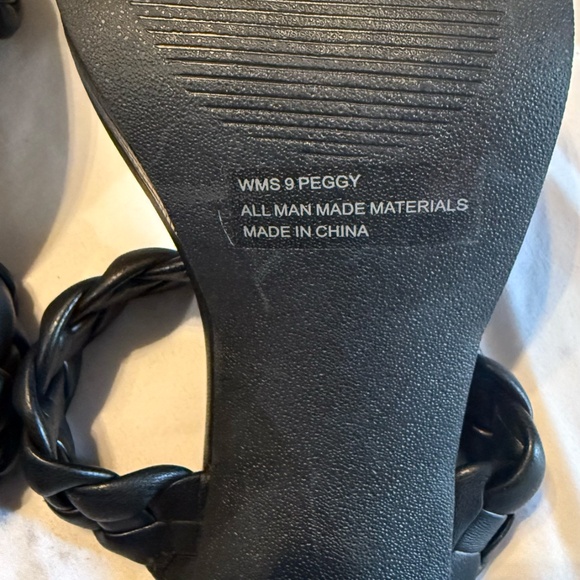 WMS 9 PEGGY
ALL MAN MADE MATERIALS
MADE IN CHINA